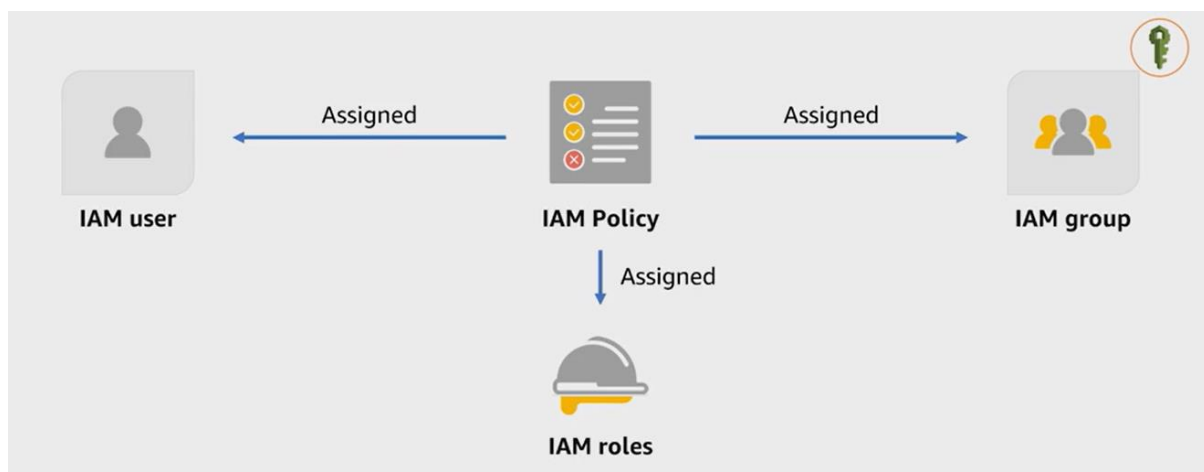 Assigned
Assigned
IAM user
IAM Policy
IAM group
Assigned
IAM roles